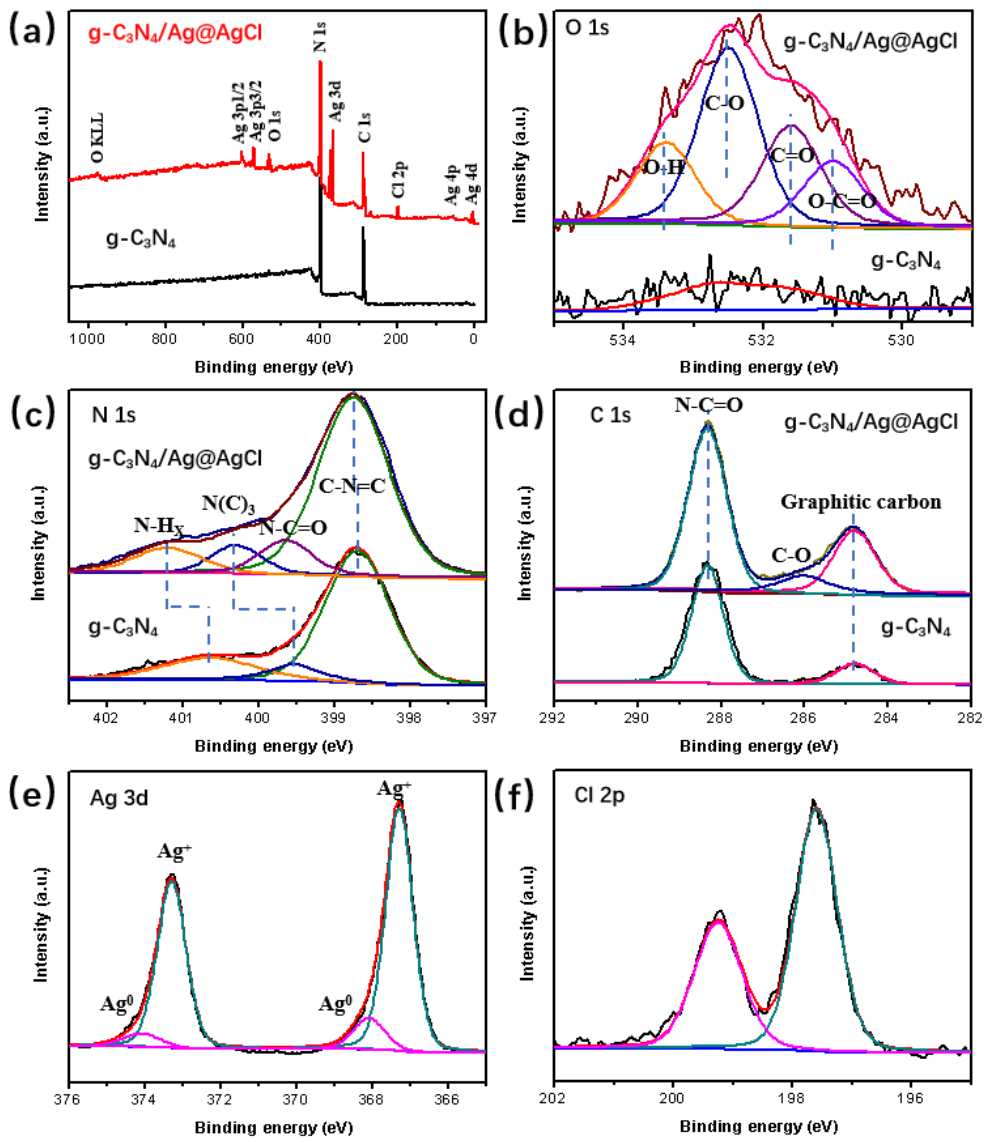 (a)
g-C₃N₄/Ag@AgCl
O KLL
Ag 3p1/2
Ag 3p3/2
O 1s
N 1s
Ag 3d
C 1s
Cl 2p
Ag 4p
Ag 4d
g-C₃N₄
Intensity (a.u.)
1000 800 600 400 200 0
Binding energy (eV)
(b)
O 1s
g-C₃N₄/Ag@AgCl
C-O
O-H
C=O
O-C=O
g-C₃N₄
Intensity (a.u.)
534 532 531 530
Binding energy (eV)
(c)
N 1s
g-C₃N₄/Ag@AgCl
C-N=C
N(C)₃
N-Hₓ
N-C=O
g-C₃N₄
Intensity (a.u.)
402 401 400 399 398 397
Binding energy (eV)
(d)
C 1s
N-C=O
g-C₃N₄/Ag@AgCl
Graphitic carbon
C-O
g-C₃N₄
Intensity (a.u.)
292 290 288 286 284 282
Binding energy (eV)
(e)
Ag 3d
Ag⁺
Ag⁺
Ag⁰
Ag⁰
Intensity (a.u.)
376 374 372 370 368 366
Binding energy (eV)
(f)
Cl 2p
Intensity (a.u.)
202 200 198 196
Binding energy (eV)